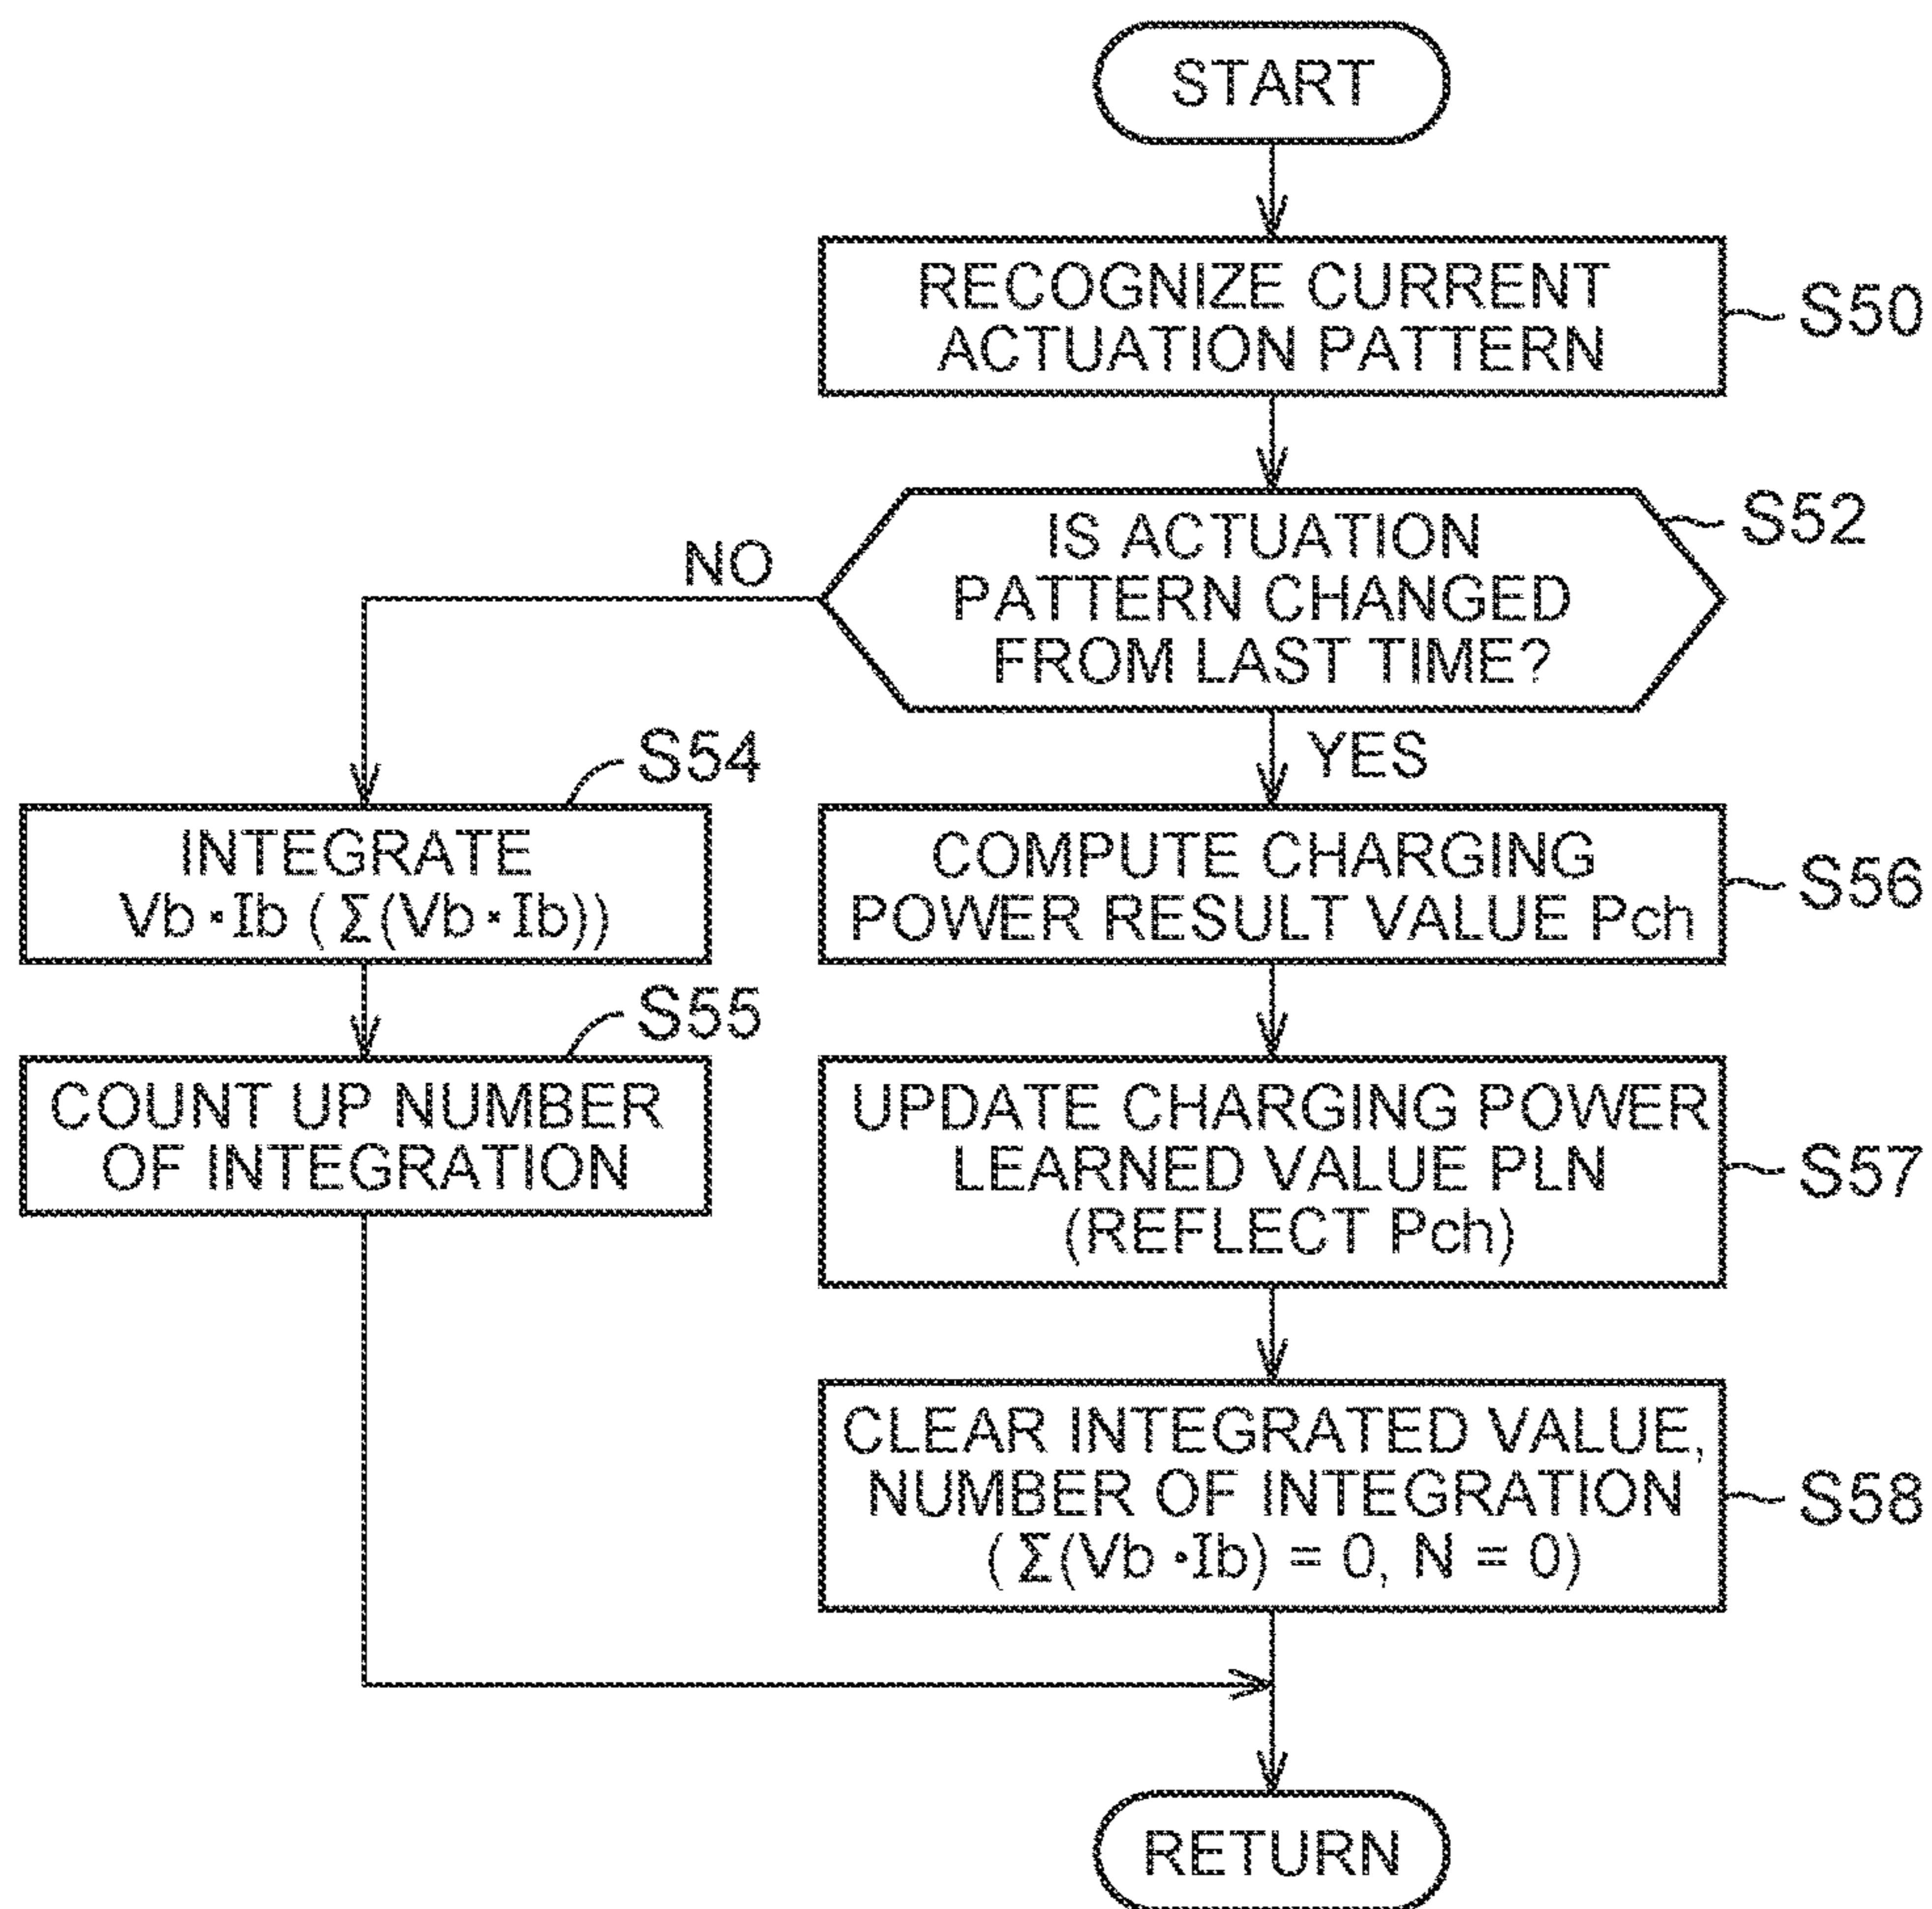 START
RECOGNIZE CURRENT
ACTUATION PATTERN
S50
IS ACTUATION
PATTERN CHANGED
FROM LAST TIME?
S52
NO
YES
S54
INTEGRATE
Vb·Ib (Σ(Vb·Ib))
S55
COUNT UP NUMBER
OF INTEGRATION
COMPUTE CHARGING
POWER RESULT VALUE Pch
S56
UPDATE CHARGING POWER
LEARNED VALUE PLN
(REFLECT Pch)
S57
CLEAR INTEGRATED VALUE,
NUMBER OF INTEGRATION
(Σ(Vb·Ib) = 0, N = 0)
S58
RETURN